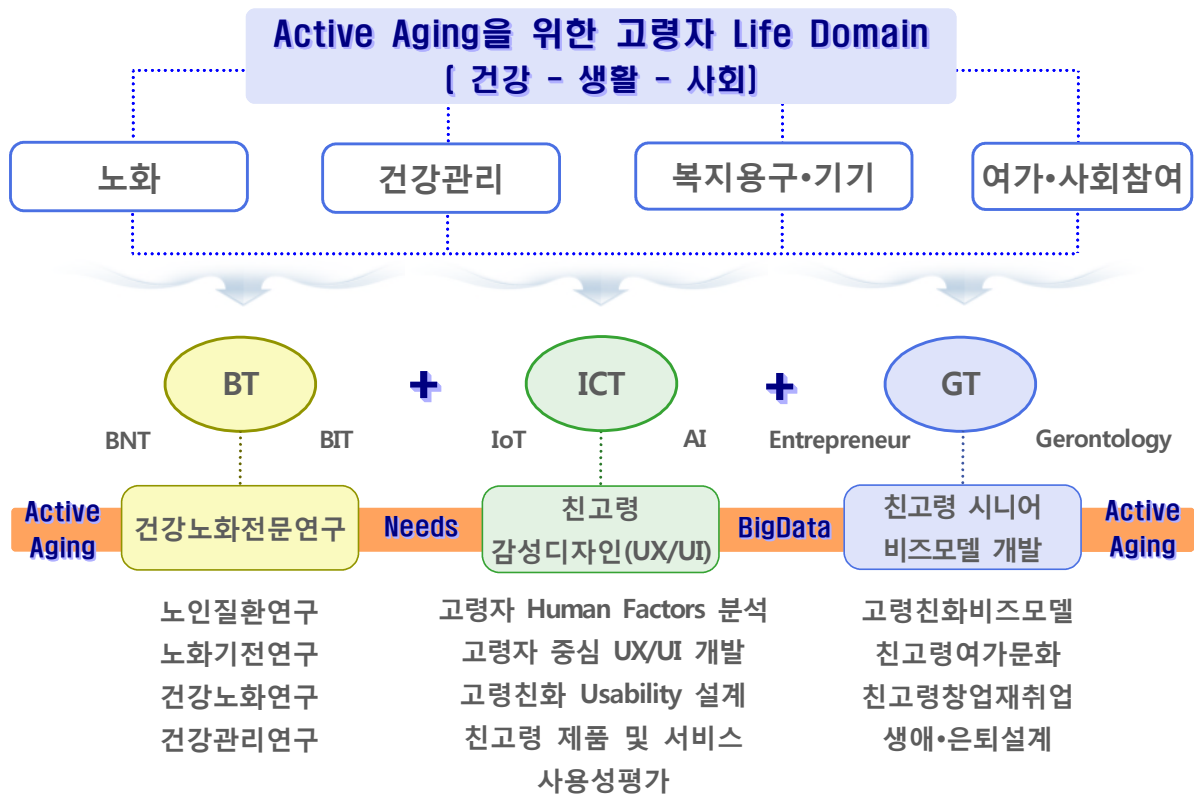 Active Aging을 위한 고령자 Life Domain
[ 건강 - 생활 - 사회]
노화
건강관리
복지용구•기기
여가•사회참여
BT
+
ICT
+
GT
BNT
BIT
IoT
AI
Entrepreneur
Gerontology
Active
Aging
건강노화전문연구
Needs
친고령
감성디자인(UX/UI)
BigData
친고령 시니어
비즈모델 개발
Active
Aging
노인질환연구
노화기전연구
건강노화연구
건강관리연구
고령자 Human Factors 분석
고령자 중심 UX/UI 개발
고령친화 Usability 설계
친고령 제품 및 서비스
사용성평가
고령친화비즈모델
친고령여가문화
친고령창업재취업
생애•은퇴설계